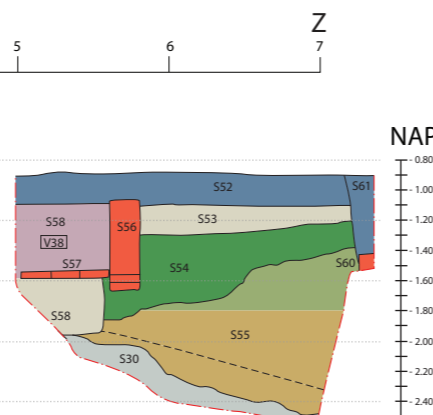 Z
5 6 7
NAP
- 0.80
S52 S61 - 1.00
S58 S56 S53 - 1.20
V38
- 1.40
S57 S54 S60
- 1.60
S58 - 1.80
S55 - 2.00
S30 - 2.20
- 2.40